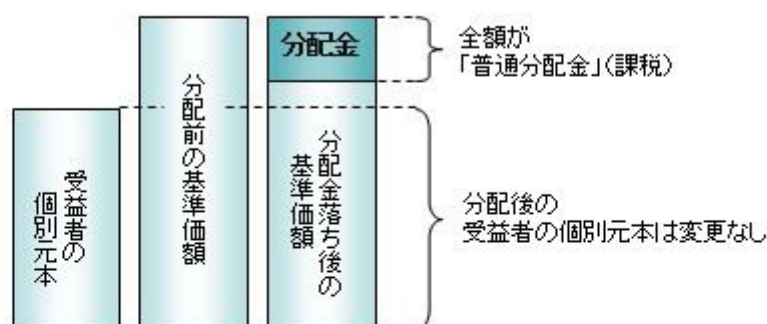 受益者の
個別元本
分配前の基準価額
分配金
分配金落ち後の
基準価額
全額が
「普通分配金」(課税)
分配後の
受益者の個別元本は変更なし